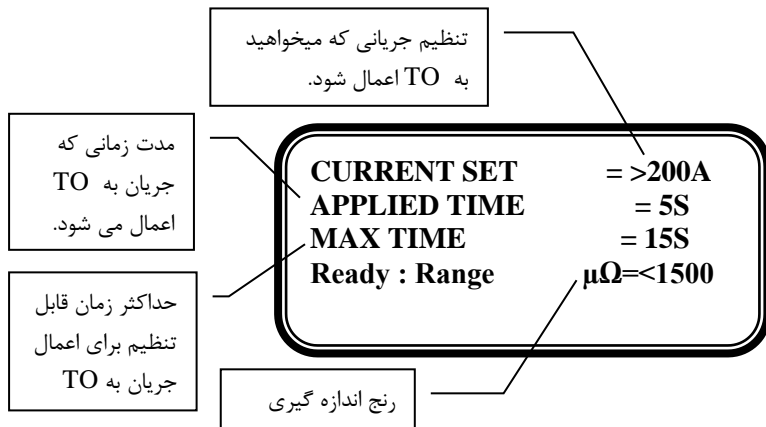 تنظیم جریانی که میخواهید
به TO اعمال شود.
مدت زمانی که
جریان به TO
اعمال می شود.
حداکثر زمان قابل
تنظیم برای اعمال
جریان به TO
CURRENT SET = >200A
APPLIED TIME = 5S
MAX TIME = 15S
Ready : Range µΩ=<1500
رنج اندازه گیری